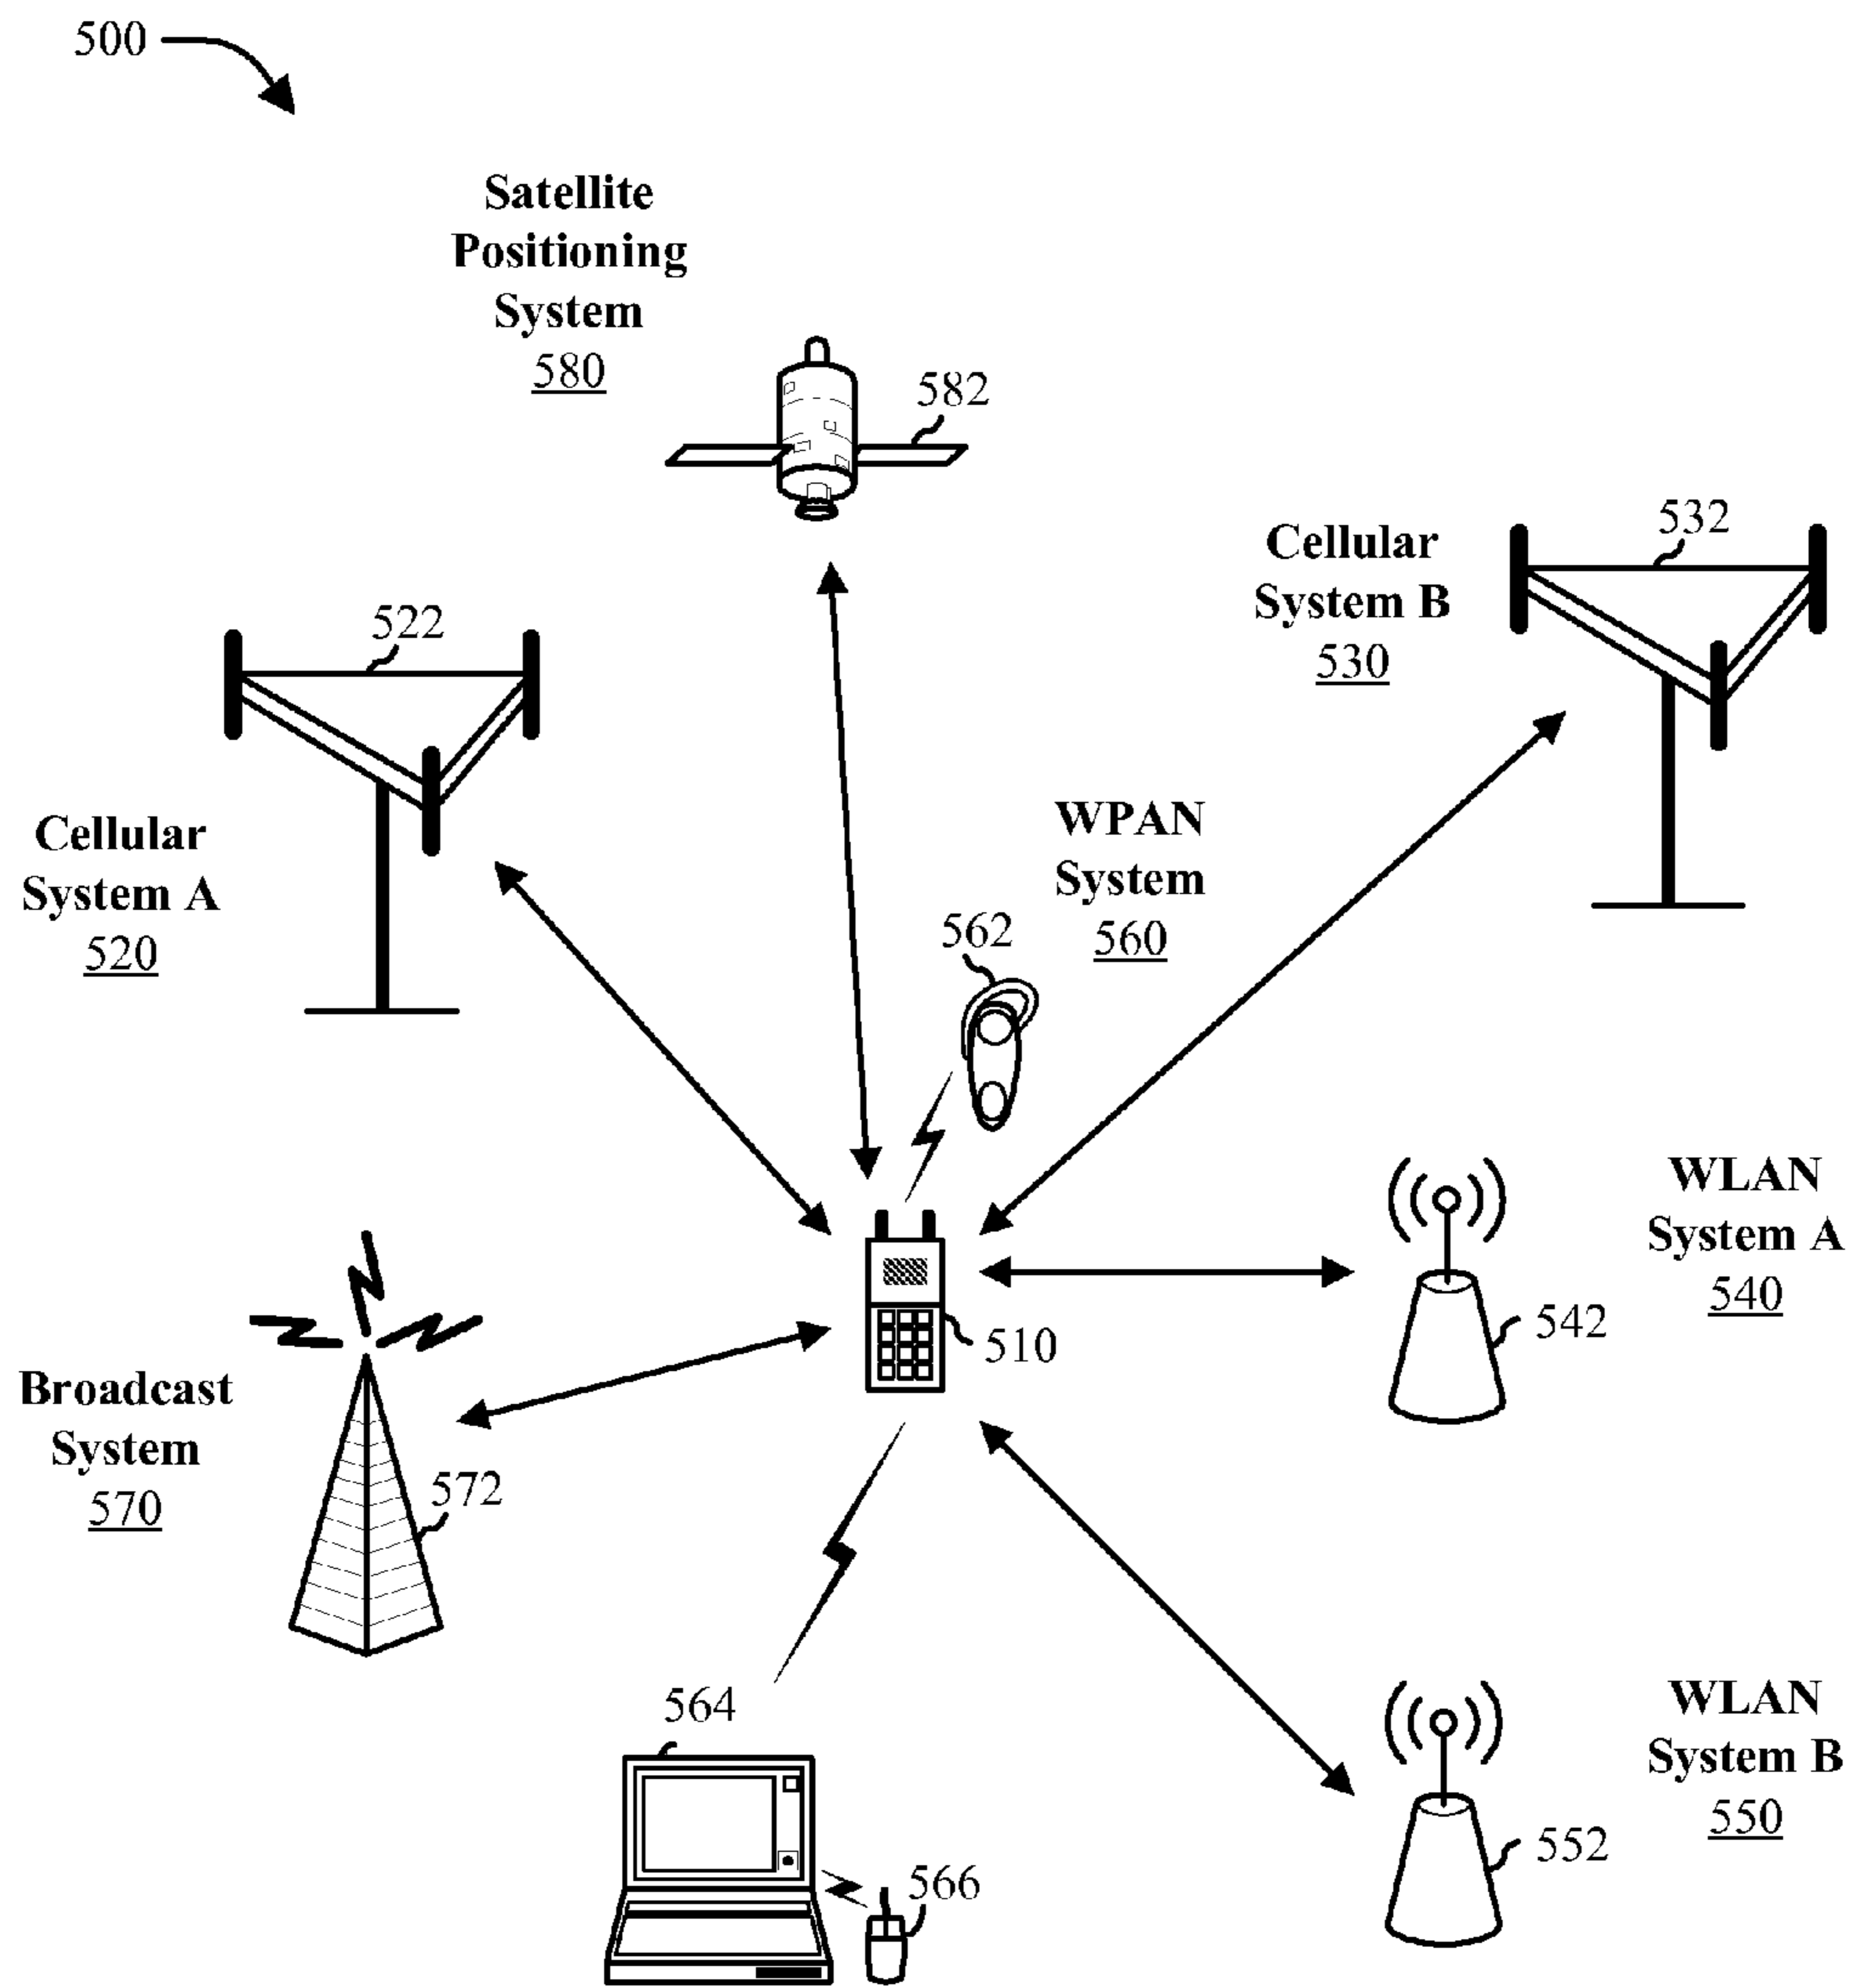 500
Satellite
Positioning
System
580
582
532
Cellular
System B
530
522
Cellular
System A
520
WPAN
System
560
562
WLAN
System A
540
542
510
Broadcast
System
570
572
564
566
WLAN
System B
550
552